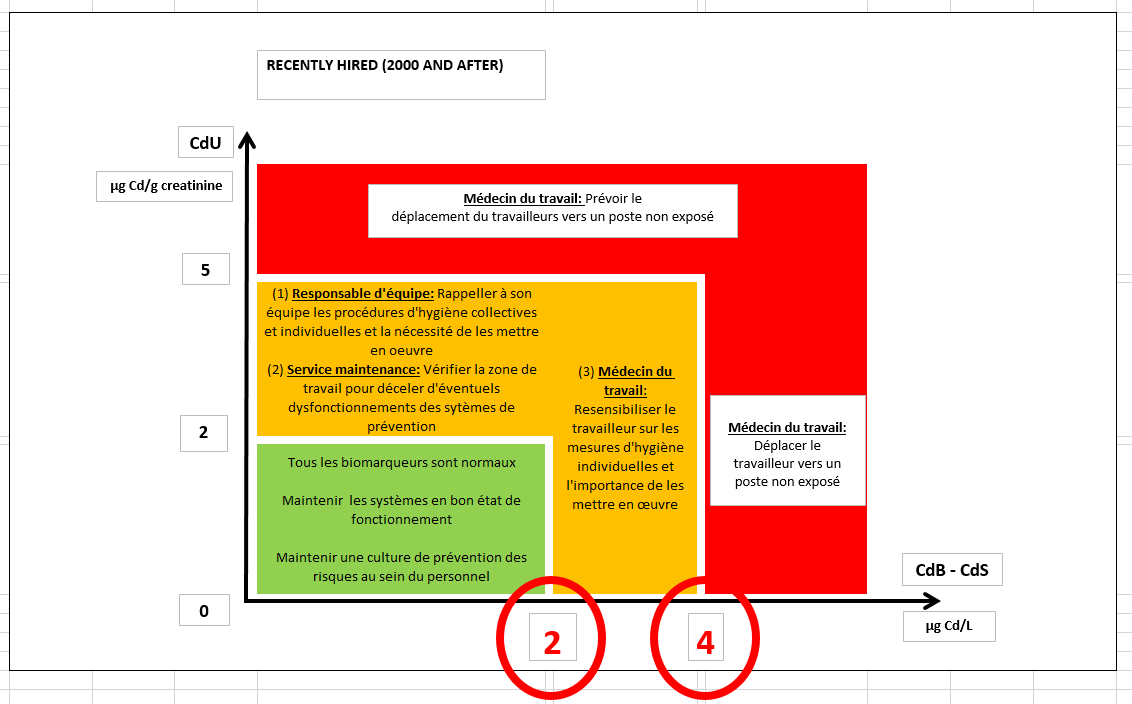 RECENTLY HIRED (2000 AND AFTER)
CdU
µg Cd/g creatinine
Médecin du travail: Prévoir le
déplacement du travailleurs vers un poste non exposé
5
(1) Responsable d'équipe: Rappeller à son
équipe les procédures d'hygiène collectives
et individuelles et la nécessité de les mettre
en oeuvre
(2) Service maintenance: Vérifier la zone de
travail pour déceler d'éventuels
dysfonctionnements des sytèmes de
prévention
(3) Médecin du
travail:
Resensibiliser le
travailleur sur les
mesures d'hygiène
individuelles et
l'importance de les
mettre en œuvre
Médecin du travail:
Déplacer le
travailleur vers un
poste non exposé
2
Tous les biomarqueurs sont normaux
Maintenir les systèmes en bon état de
fonctionnement
Maintenir une culture de prévention des
risques au sein du personnel
CdB - CdS
0
µg Cd/L
2
4